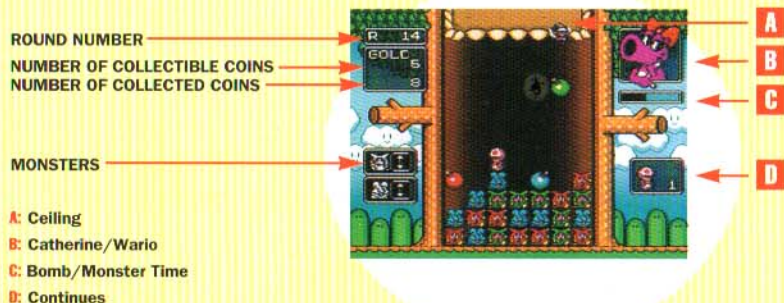 ROUND NUMBER
NUMBER OF COLLECTIBLE COINS
NUMBER OF COLLECTED COINS
MONSTERS
A: Ceiling
B: Catherine/Wario
C: Bomb/Monster Time
D: Continues
R 14
GOLD
5
8
1
A
B
C
D